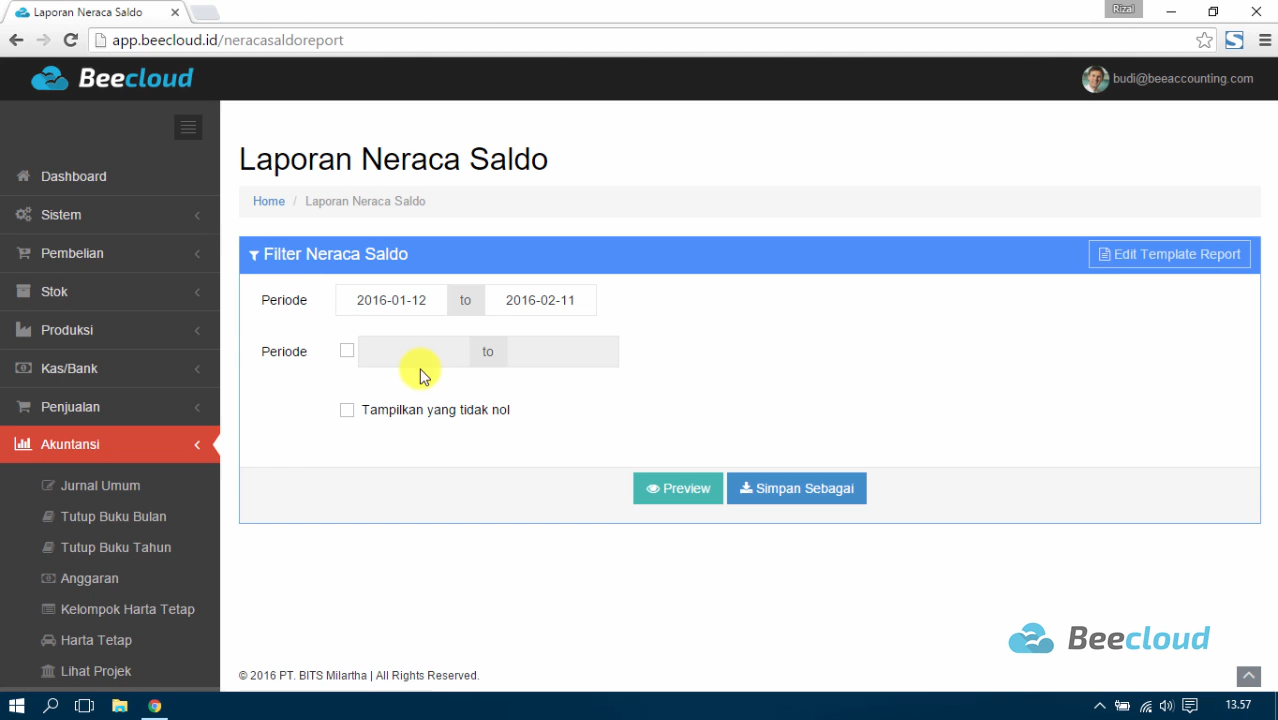 Laporan Neraca Saldo
Rizal
app.beecloud.id/neracasaldoreport
Beecloud
budi@beeaccounting.com
Dashboard
Sistem
Pembelian
Stok
Produksi
Kas/Bank
Penjualan
Akuntansi
Jurnal Umum
Tutup Buku Bulan
Tutup Buku Tahun
Anggaran
Kelompok Harta Tetap
Harta Tetap
Lihat Projek
Laporan Neraca Saldo
Home / Laporan Neraca Saldo
Filter Neraca Saldo
Edit Template Report
Periode 2016-01-12 to 2016-02-11
Periode to
Tampilkan yang tidak nol
Preview Simpan Sebagai
Beecloud
© 2016 PT. BITS Milartha | All Rights Reserved.
13.57